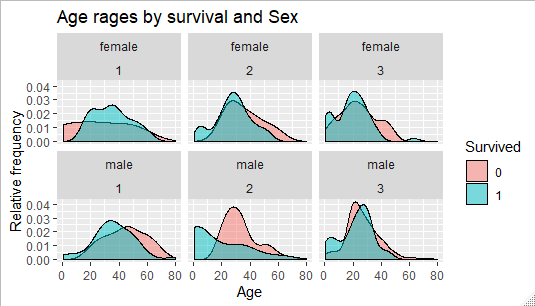 Age rages by survival and Sex
female female female
1 2 3
0.04
0.03
0.02
0.01
0.00
male male male
1 2 3
0.04
0.03
0.02
0.01
0.00
0 20 40 60 80 0 20 40 60 80 0 20 40 60 80
Age
Relative frequency
Survived
0
1